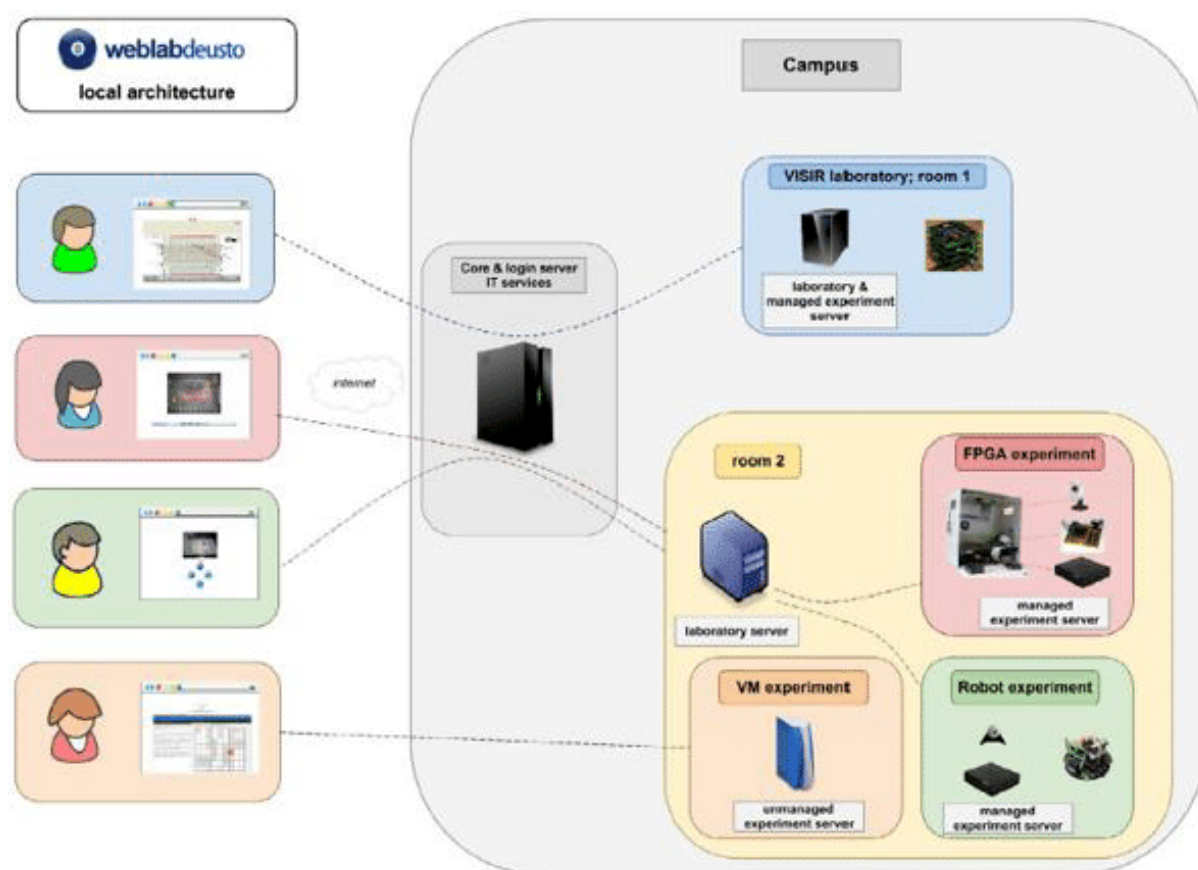 weblabdeusto
local architecture
Campus
VISIR laboratory; room 1
laboratory &
managed experiment
server
Core & login server
IT services
internet
room 2
FPGA experiment
managed
experiment server
laboratory server
VM experiment
unmanaged
experiment server
Robot experiment
managed
experiment server